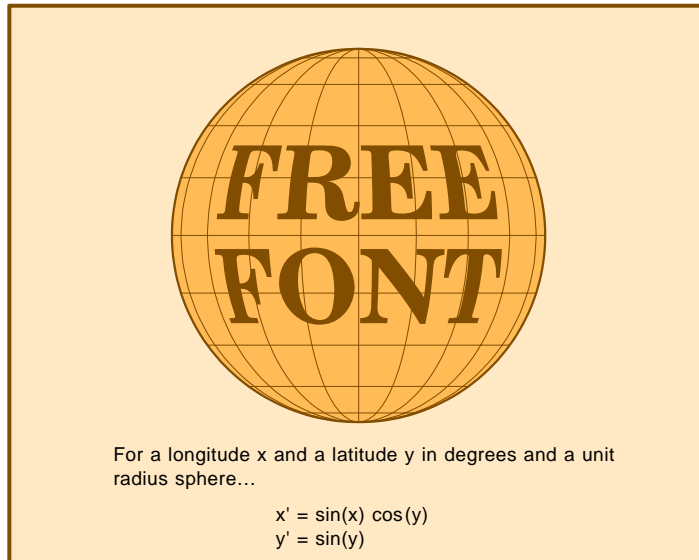 FREE
FONT
For a longitude x and a latitude y in degrees and a unit
radius sphere…
x' = sin(x) cos(y)
y' = sin(y)